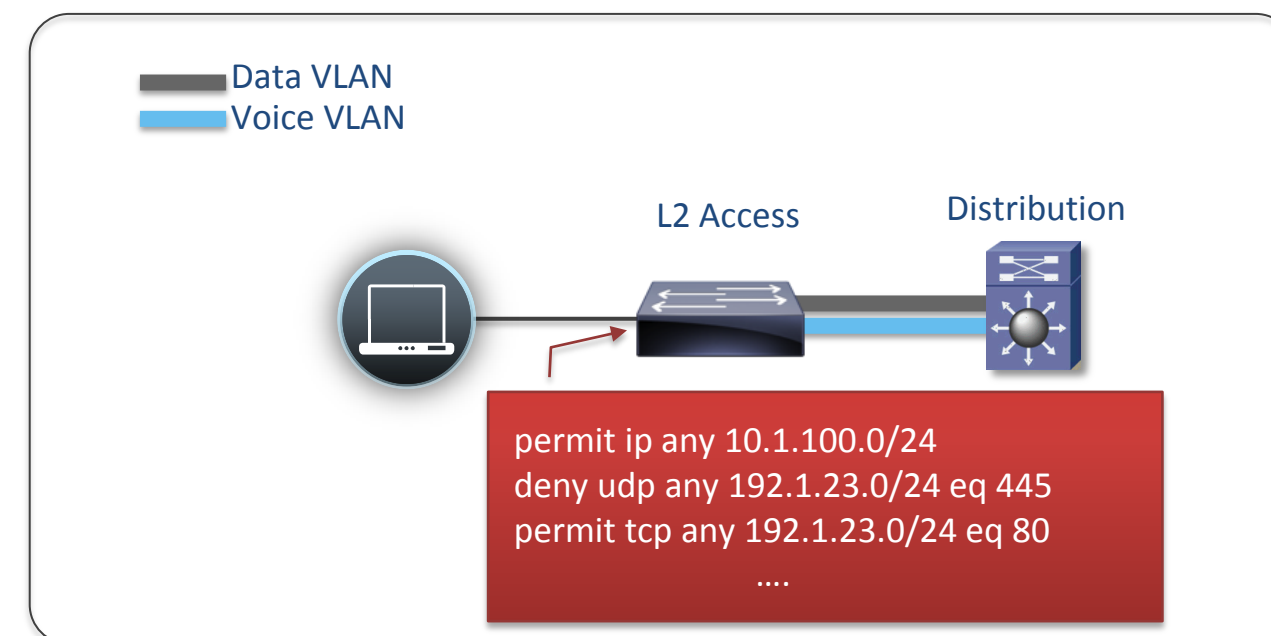 Data VLAN
Voice VLAN
L2 Access
Distribution
permit ip any 10.1.100.0/24
deny udp any 192.1.23.0/24 eq 445
permit tcp any 192.1.23.0/24 eq 80
....